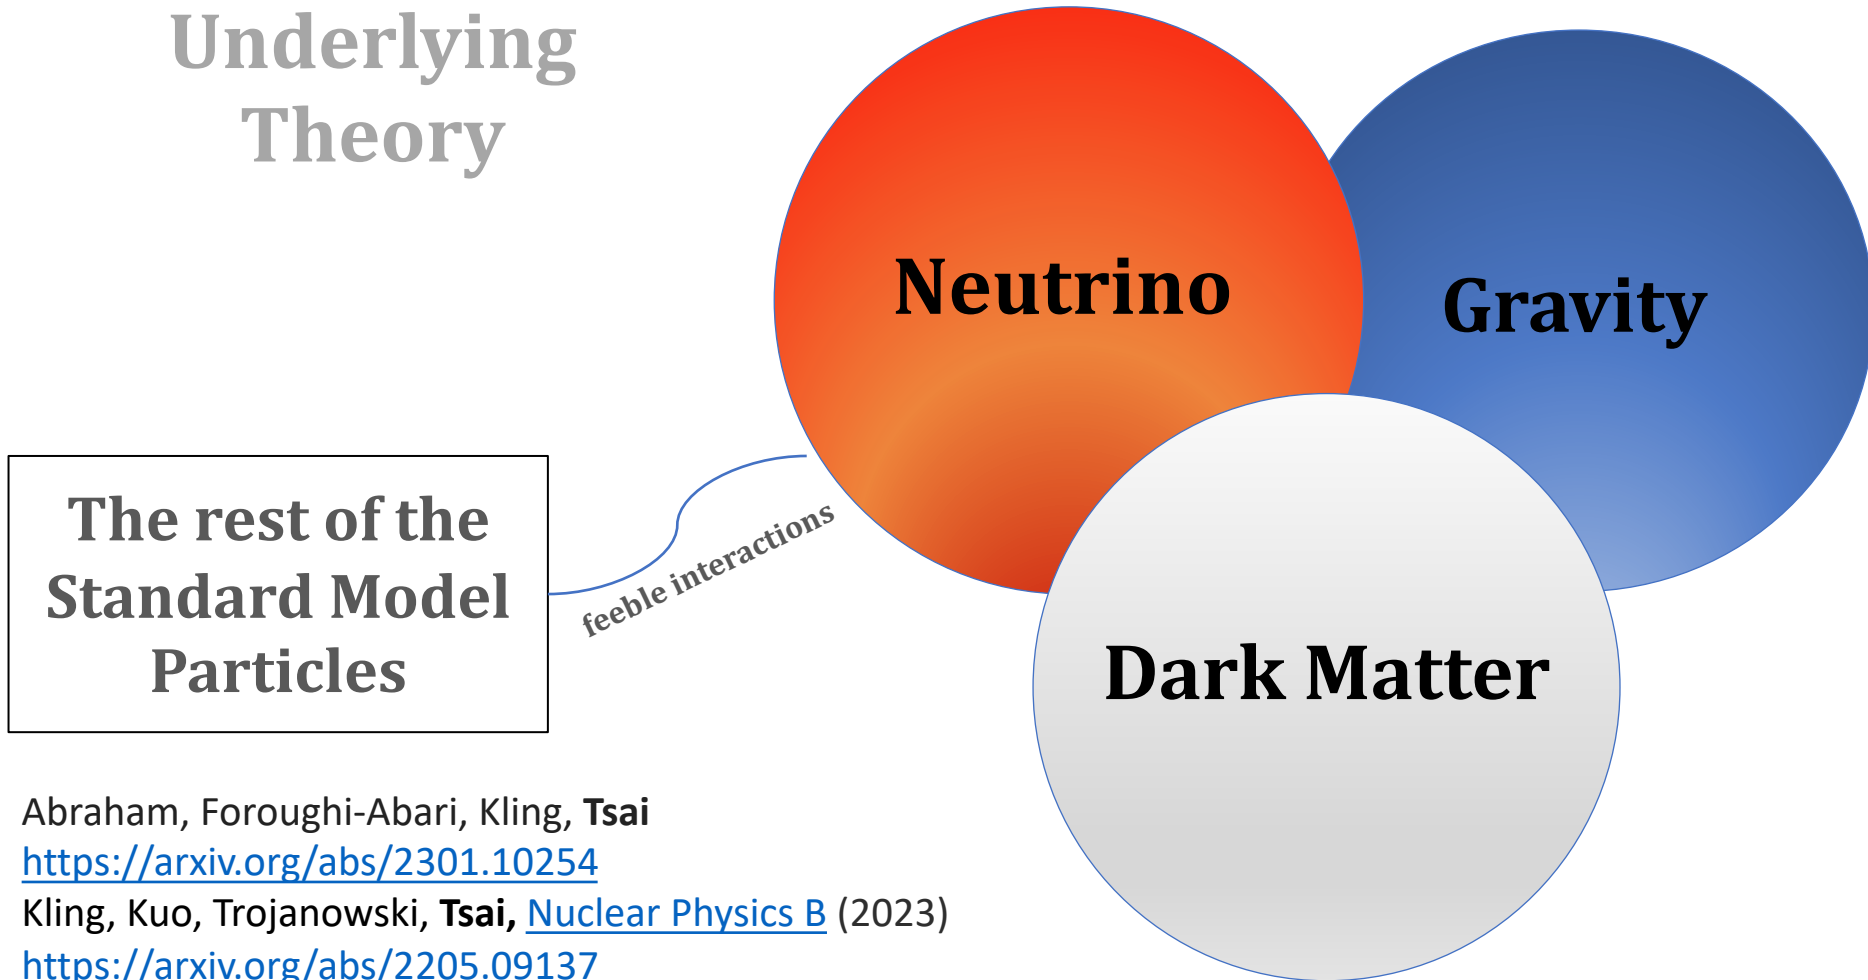 Underlying
Theory
Neutrino
Gravity
The rest of the
Standard Model
Particles
feeble interactions
Dark Matter
Abraham, Foroughi-Abari, Kling, Tsai
https://arxiv.org/abs/2301.10254
Kling, Kuo, Trojanowski, Tsai, Nuclear Physics B (2023)
https://arxiv.org/abs/2205.09137